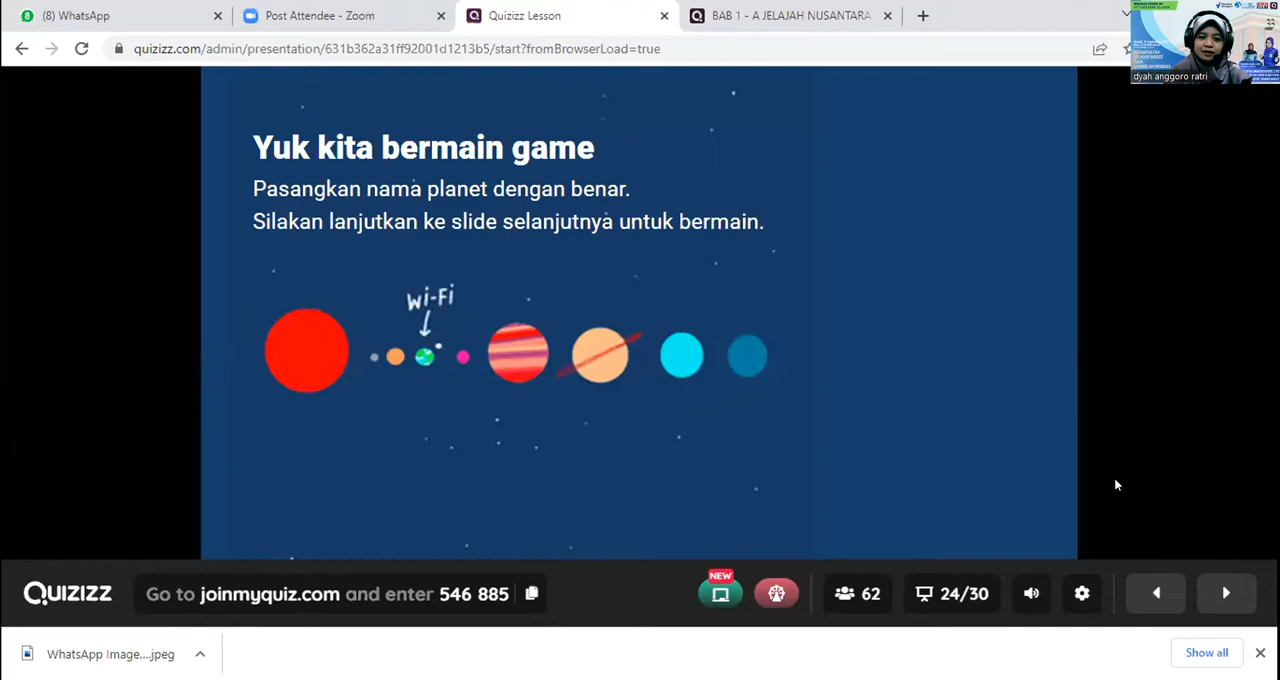 (8) WhatsApp
Post Attendee - Zoom
Quizizz Lesson
BAB 1 - A JELAJAH NUSANTARA
quizizz.com/admin/presentation/631b362a31ff92001d1213b5/start?fromBrowserLoad=true
dyah anggoro ratri
Yuk kita bermain game
Pasangkan nama planet dengan benar.
Silakan lanjutkan ke slide selanjutnya untuk bermain.
Wi-Fi
QUIZIZZ
Go to joinmyquiz.com and enter 546 885
NEW
62
24/30
WhatsApp Image....jpeg
Show all